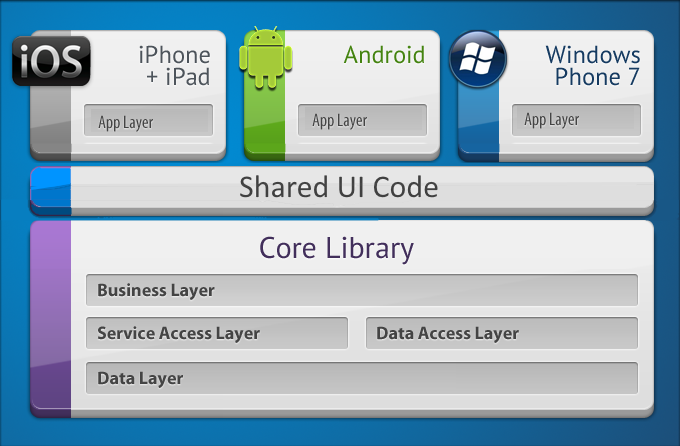 iOS
iPhone
+ iPad
App Layer
Android
App Layer
Windows
Phone 7
App Layer
Shared UI Code
Core Library
Business Layer
Service Access Layer
Data Access Layer
Data Layer